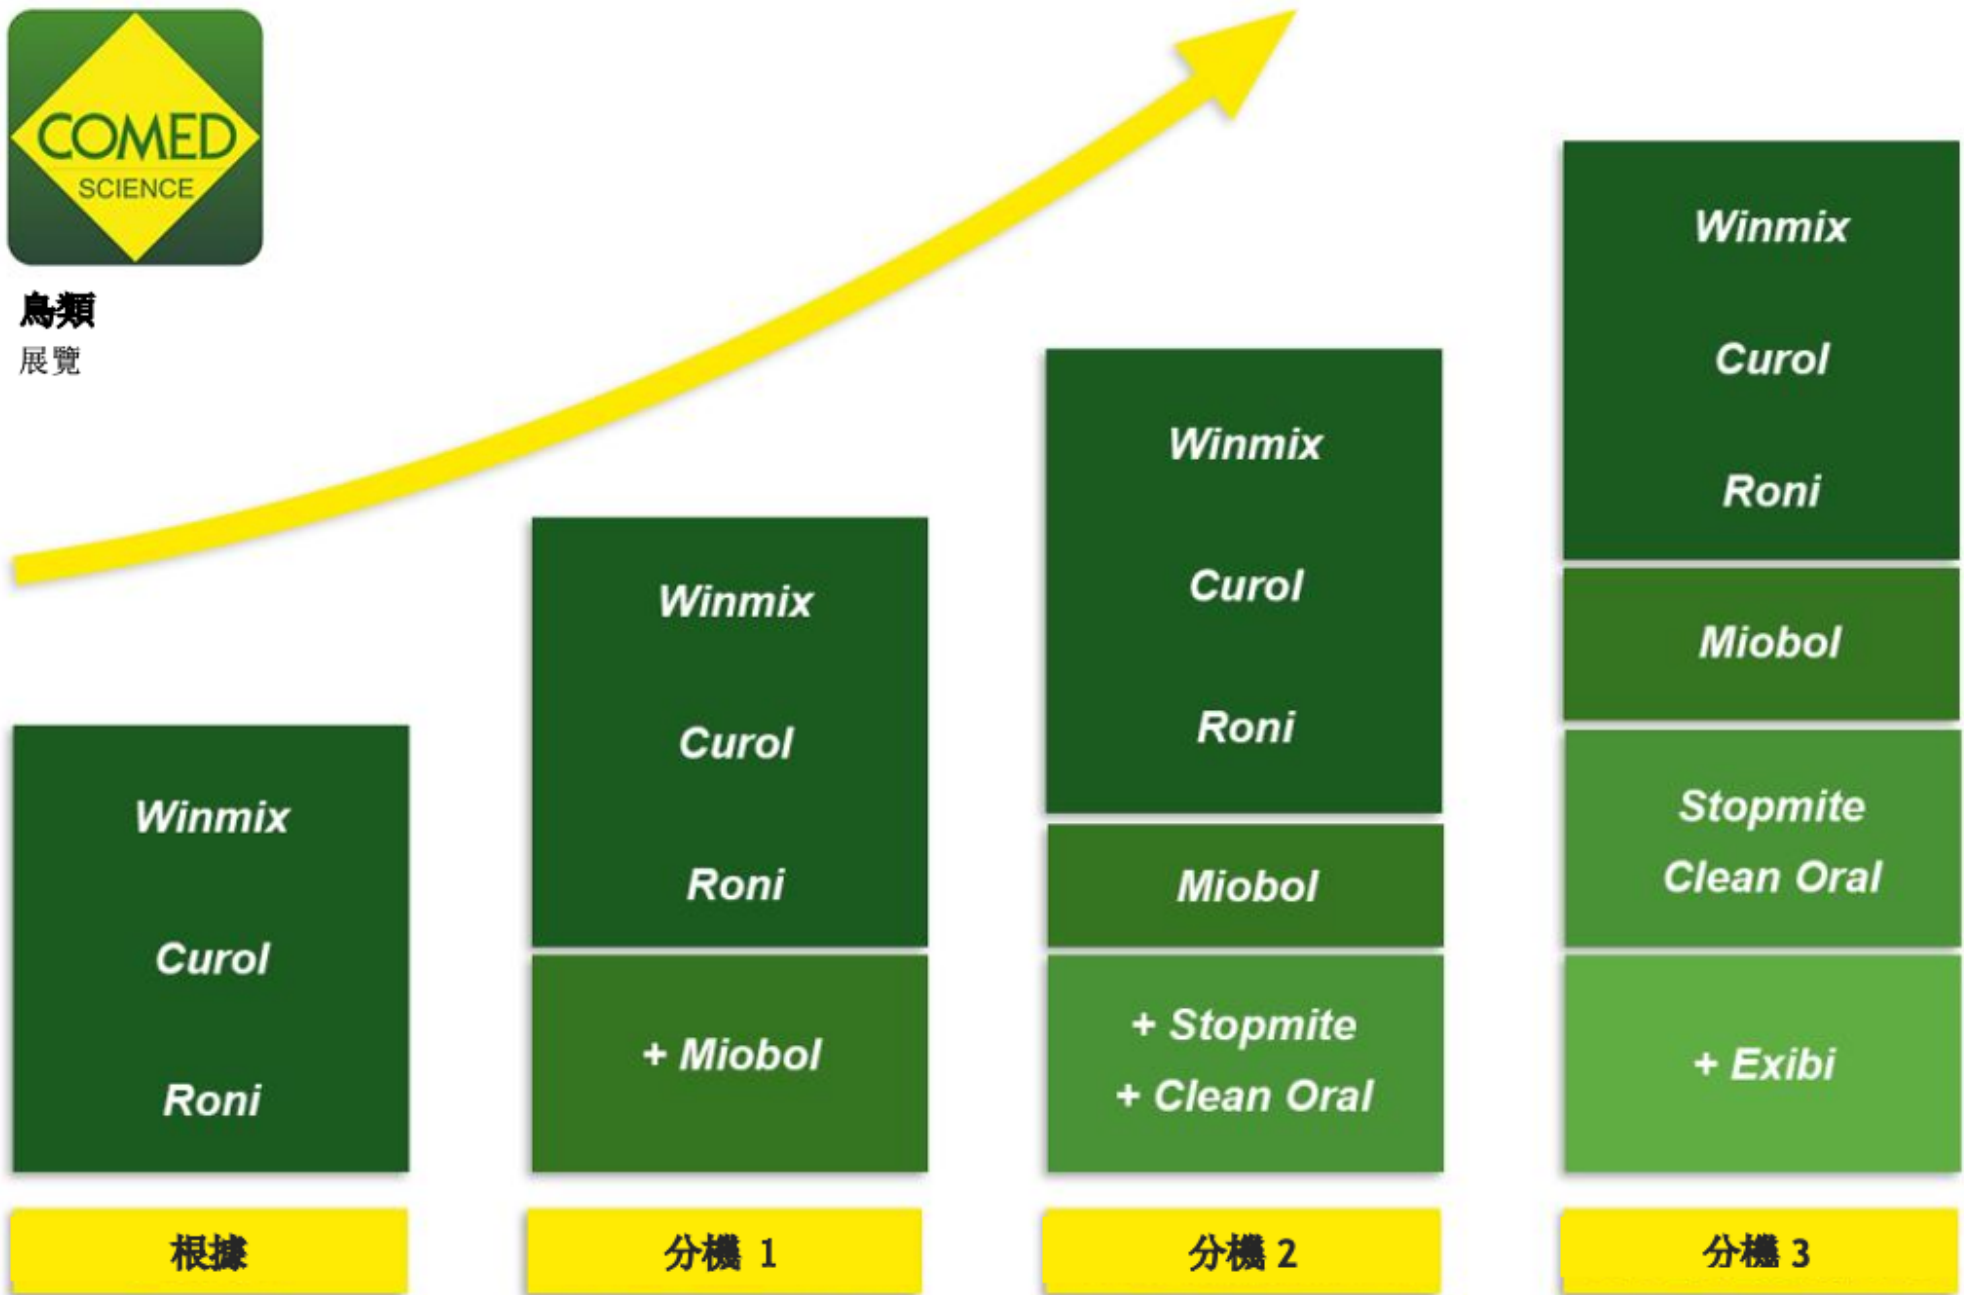 COMED
SCIENCE
鳥類
展覽
Winmix
Curol
Roni
根據
Winmix
Curol
Roni
+ Miobol
分機 1
Winmix
Curol
Roni
Miobol
+ Stopmite
+ Clean Oral
分機 2
Winmix
Curol
Roni
Miobol
Stopmite
Clean Oral
+ Exibi
分機 3